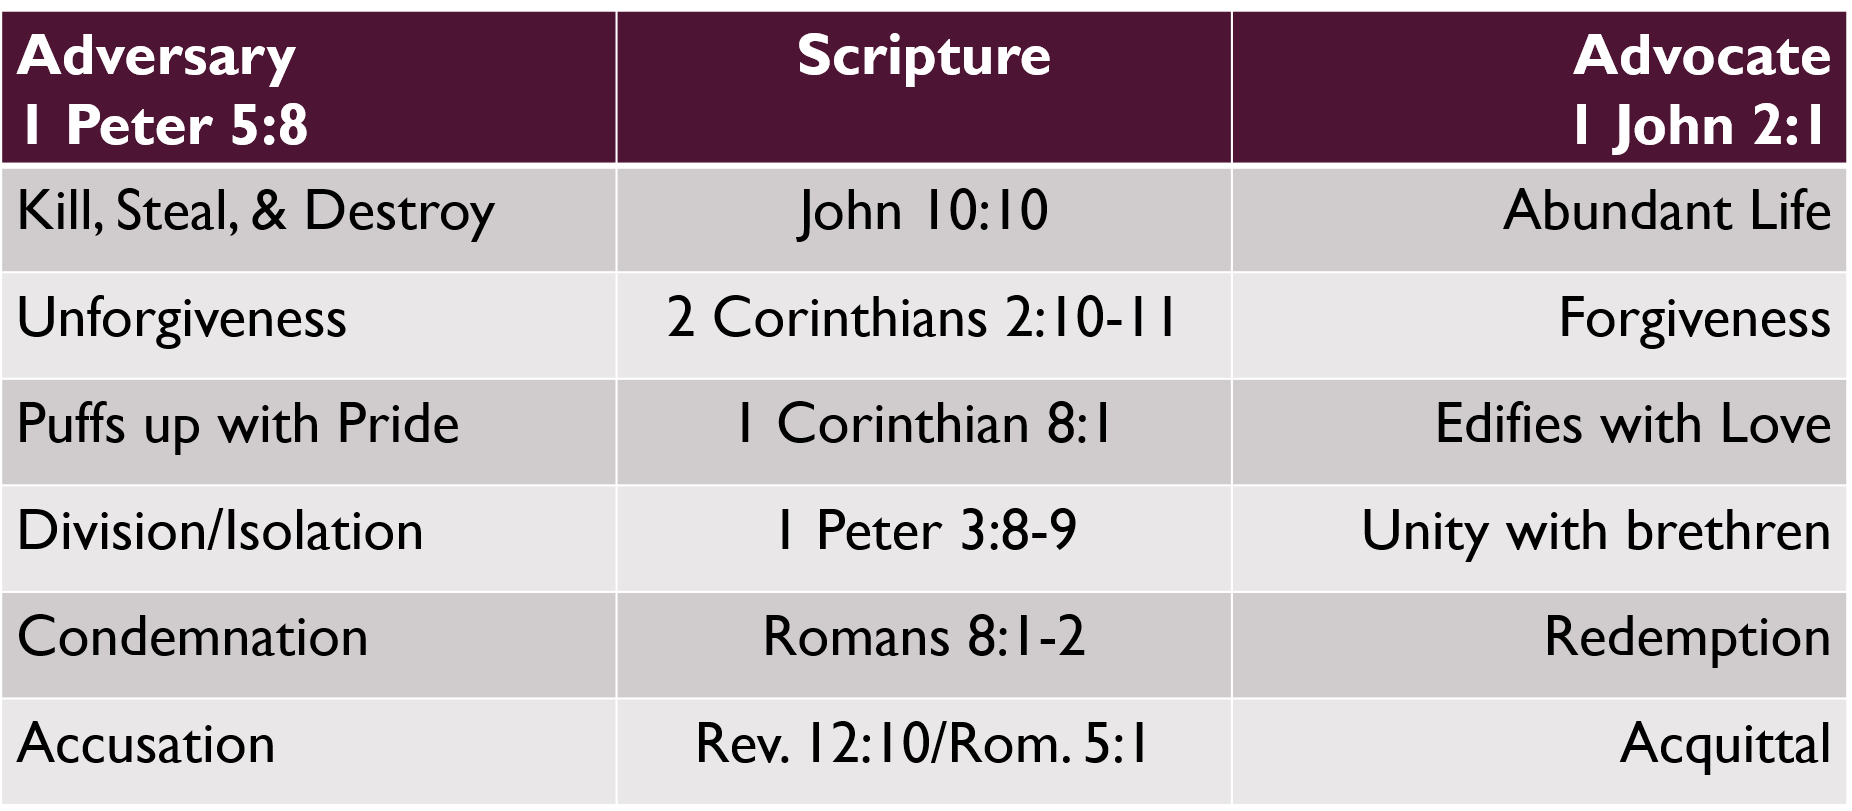 Adversary
1 Peter 5:8
Scripture
Advocate
1 John 2:1
Kill, Steal, & Destroy
John 10:10
Abundant Life
Unforgiveness
2 Corinthians 2:10-11
Forgiveness
Puffs up with Pride
1 Corinthian 8:1
Edifies with Love
Division/Isolation
1 Peter 3:8-9
Unity with brethren
Condemnation
Romans 8:1-2
Redemption
Accusation
Rev. 12:10/Rom. 5:1
Acquittal